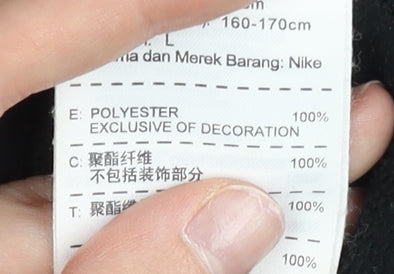 160-170cm
L
dan Merek Barang: Nike
E: POLYESTER 100%
EXCLUSIVE OF DECORATION
C: 聚酯纤维 100%
不包括装饰部分
T: 聚酯 100%
100%